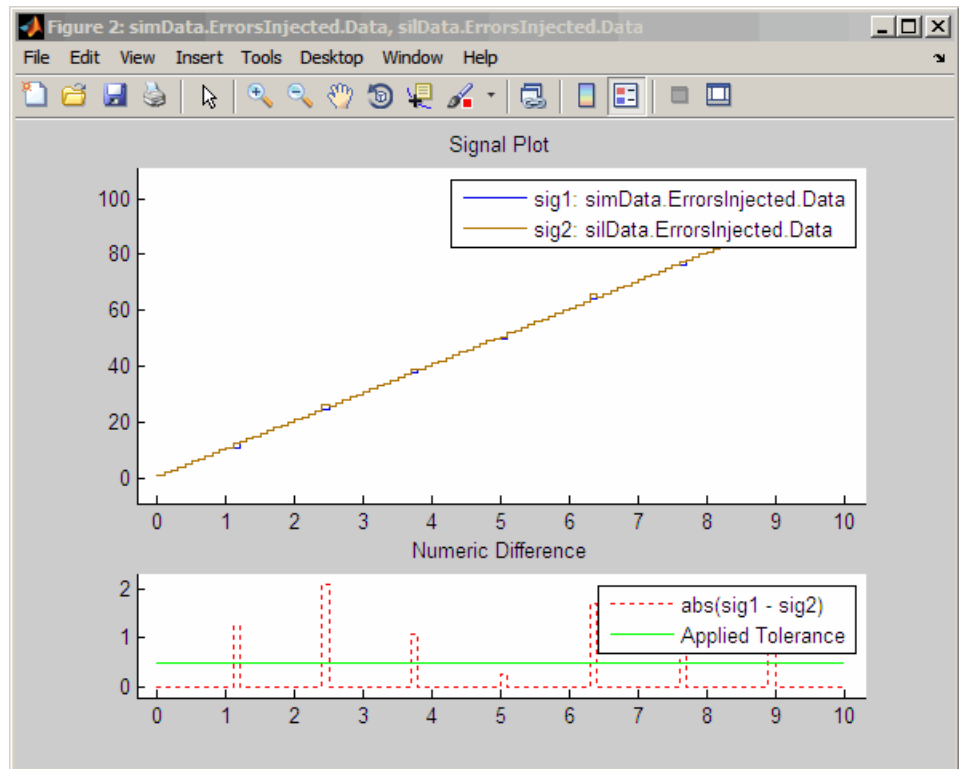 Figure 2: simData.ErrorsInjected.Data, silData.ErrorsInjected.Data
File Edit View Insert Tools Desktop Window Help
Signal Plot
100
80
60
40
20
0
sig1: simData.ErrorsInjected.Data
sig2: silData.ErrorsInjected.Data
0 1 2 3 4 5 6 7 8 9 10
Numeric Difference
2
1
0
abs(sig1 - sig2)
Applied Tolerance
0 1 2 3 4 5 6 7 8 9 10